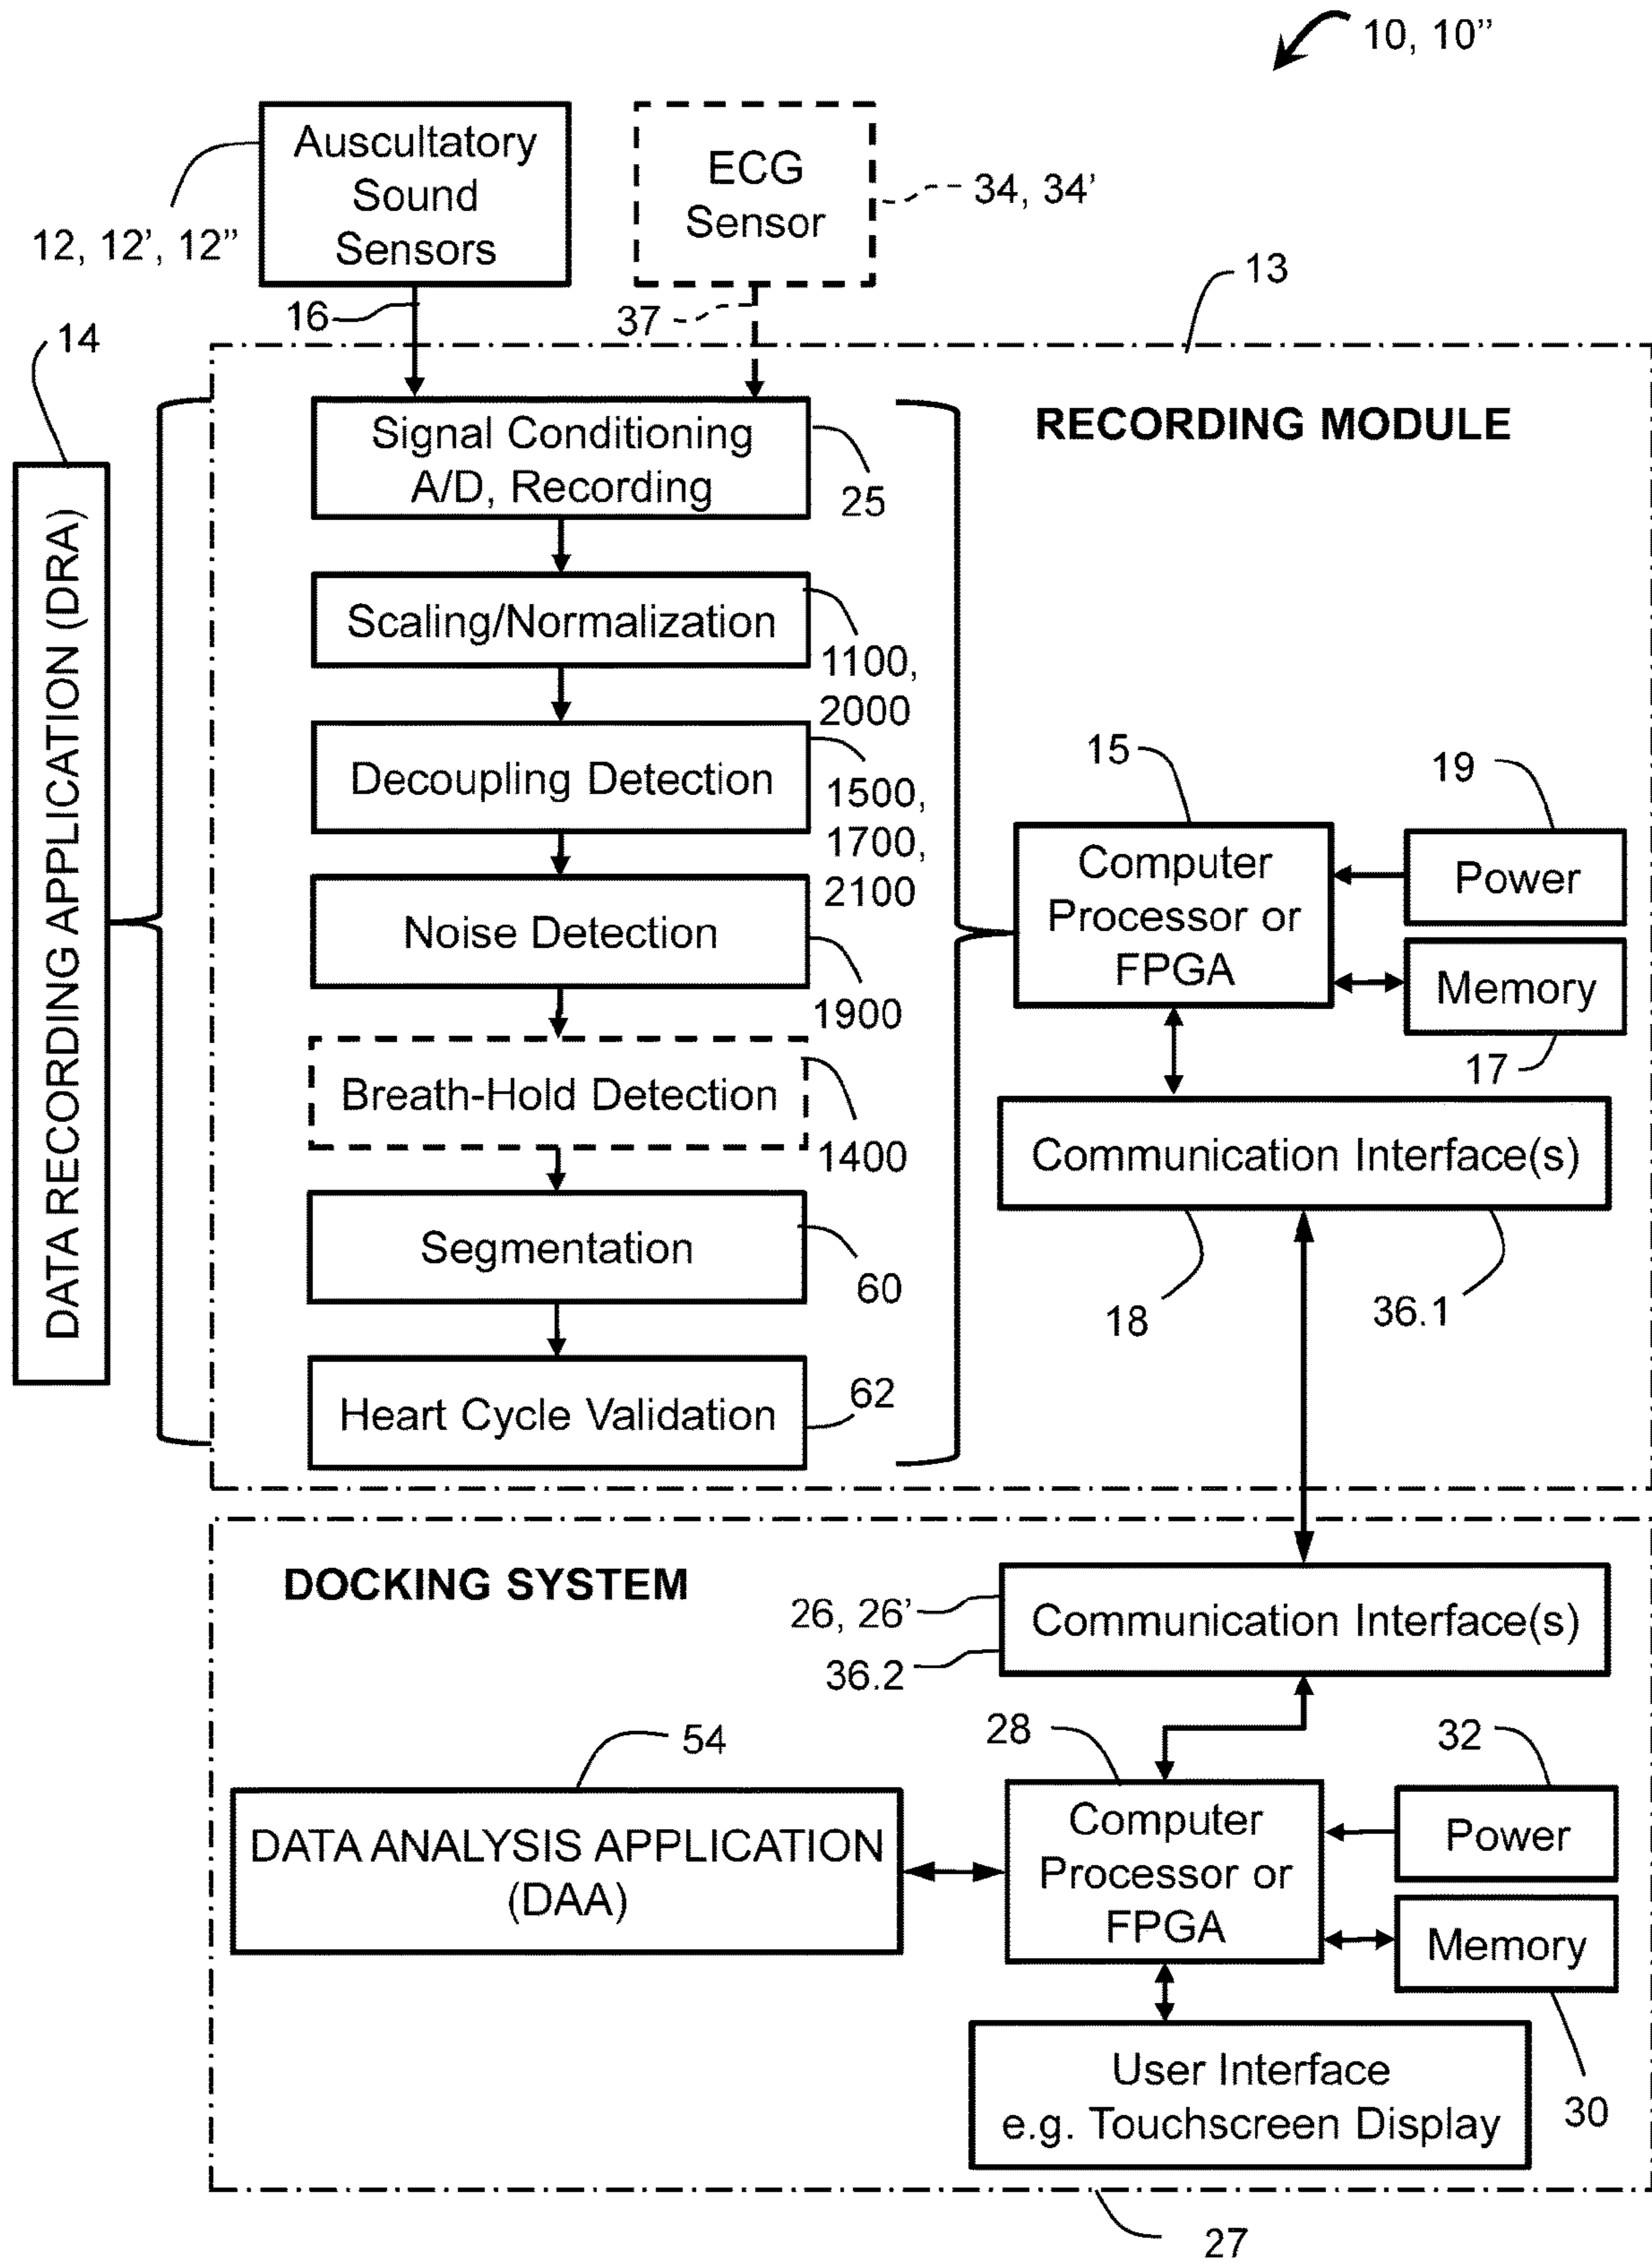 10, 10”
Auscultatory
Sound
Sensors
12, 12’, 12”
ECG
Sensor
34, 34’
16
37
13
14
DATA RECORDING APPLICATION (DRA)
RECORDING MODULE
Signal Conditioning
A/D, Recording
25
Scaling/Normalization
1100,
2000
Decoupling Detection
1500,
1700,
2100
Noise Detection
1900
Breath-Hold Detection
1400
Segmentation
60
Heart Cycle Validation
62
15
Computer
Processor or
FPGA
19
Power
Memory
17
Communication Interface(s)
18
36.1
DOCKING SYSTEM
26, 26’
36.2
Communication Interface(s)
54
DATA ANALYSIS APPLICATION
(DAA)
28
Computer
Processor or
FPGA
32
Power
Memory
30
User Interface
e.g. Touchscreen Display
27